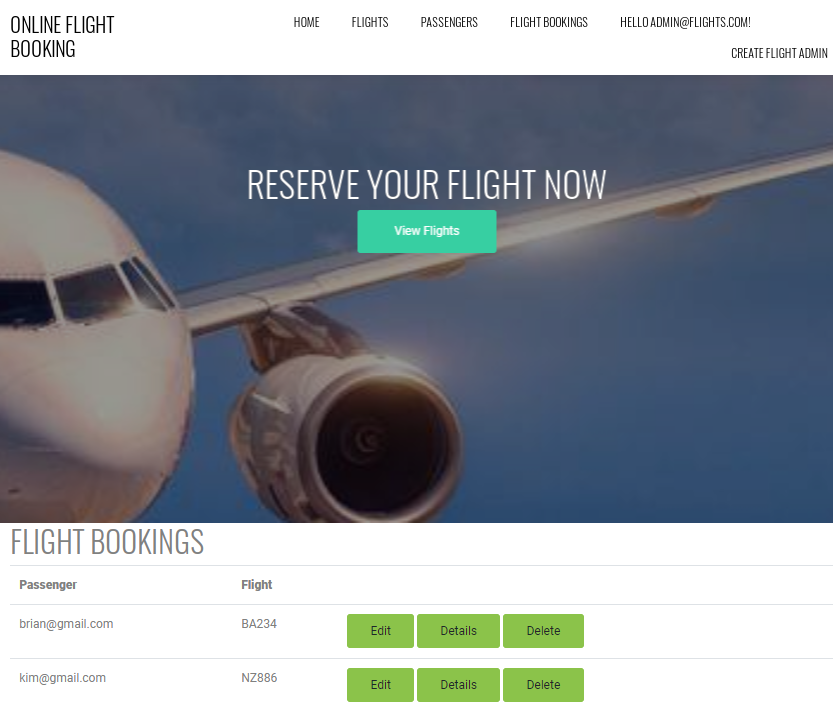 ONLINE FLIGHT
BOOKING
HOME FLIGHTS PASSENGERS FLIGHT BOOKINGS HELLO ADMIN@FLIGHTS.COM!
CREATE FLIGHT ADMIN
RESERVE YOUR FLIGHT NOW
View Flights
FLIGHT BOOKINGS
Passenger Flight
brian@gmail.com BA234 Edit Details Delete
kim@gmail.com NZ886 Edit Details Delete